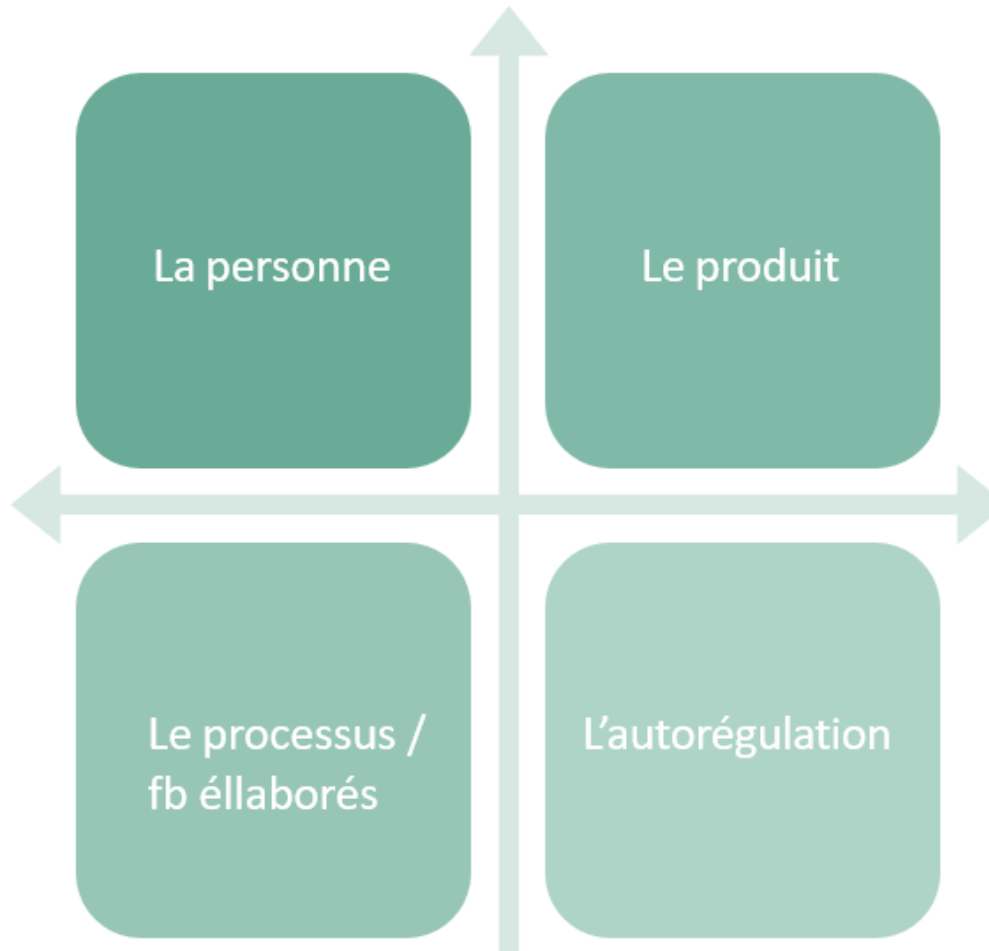 La personne
Le produit
Le processus /
fb éllaborés
L’autorégulation